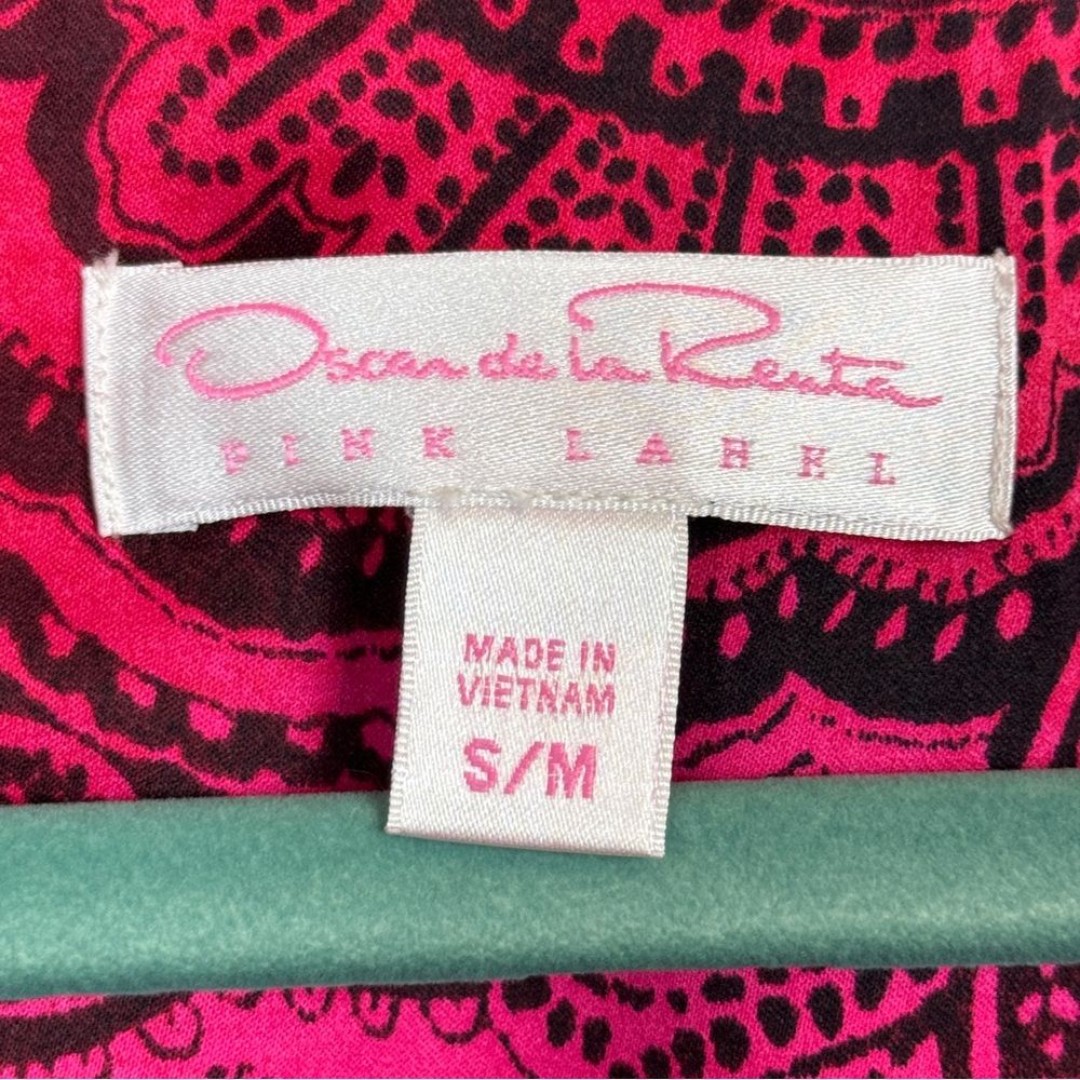 Oscar de la Renta
PINK LABEL
MADE IN
VIETNAM
S/M